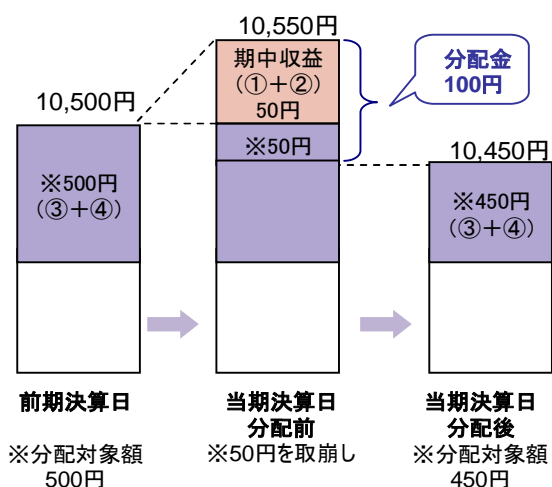 10,550円
期中収益
(①+②)
50円
分配金
100円
10,500円
※50円
10,450円
※500円
(③+④)
※450円
(③+④)
前期決算日
当期決算日
分配前
当期決算日
分配後
※分配対象額
500円
※50円を取崩し
※分配対象額
450円